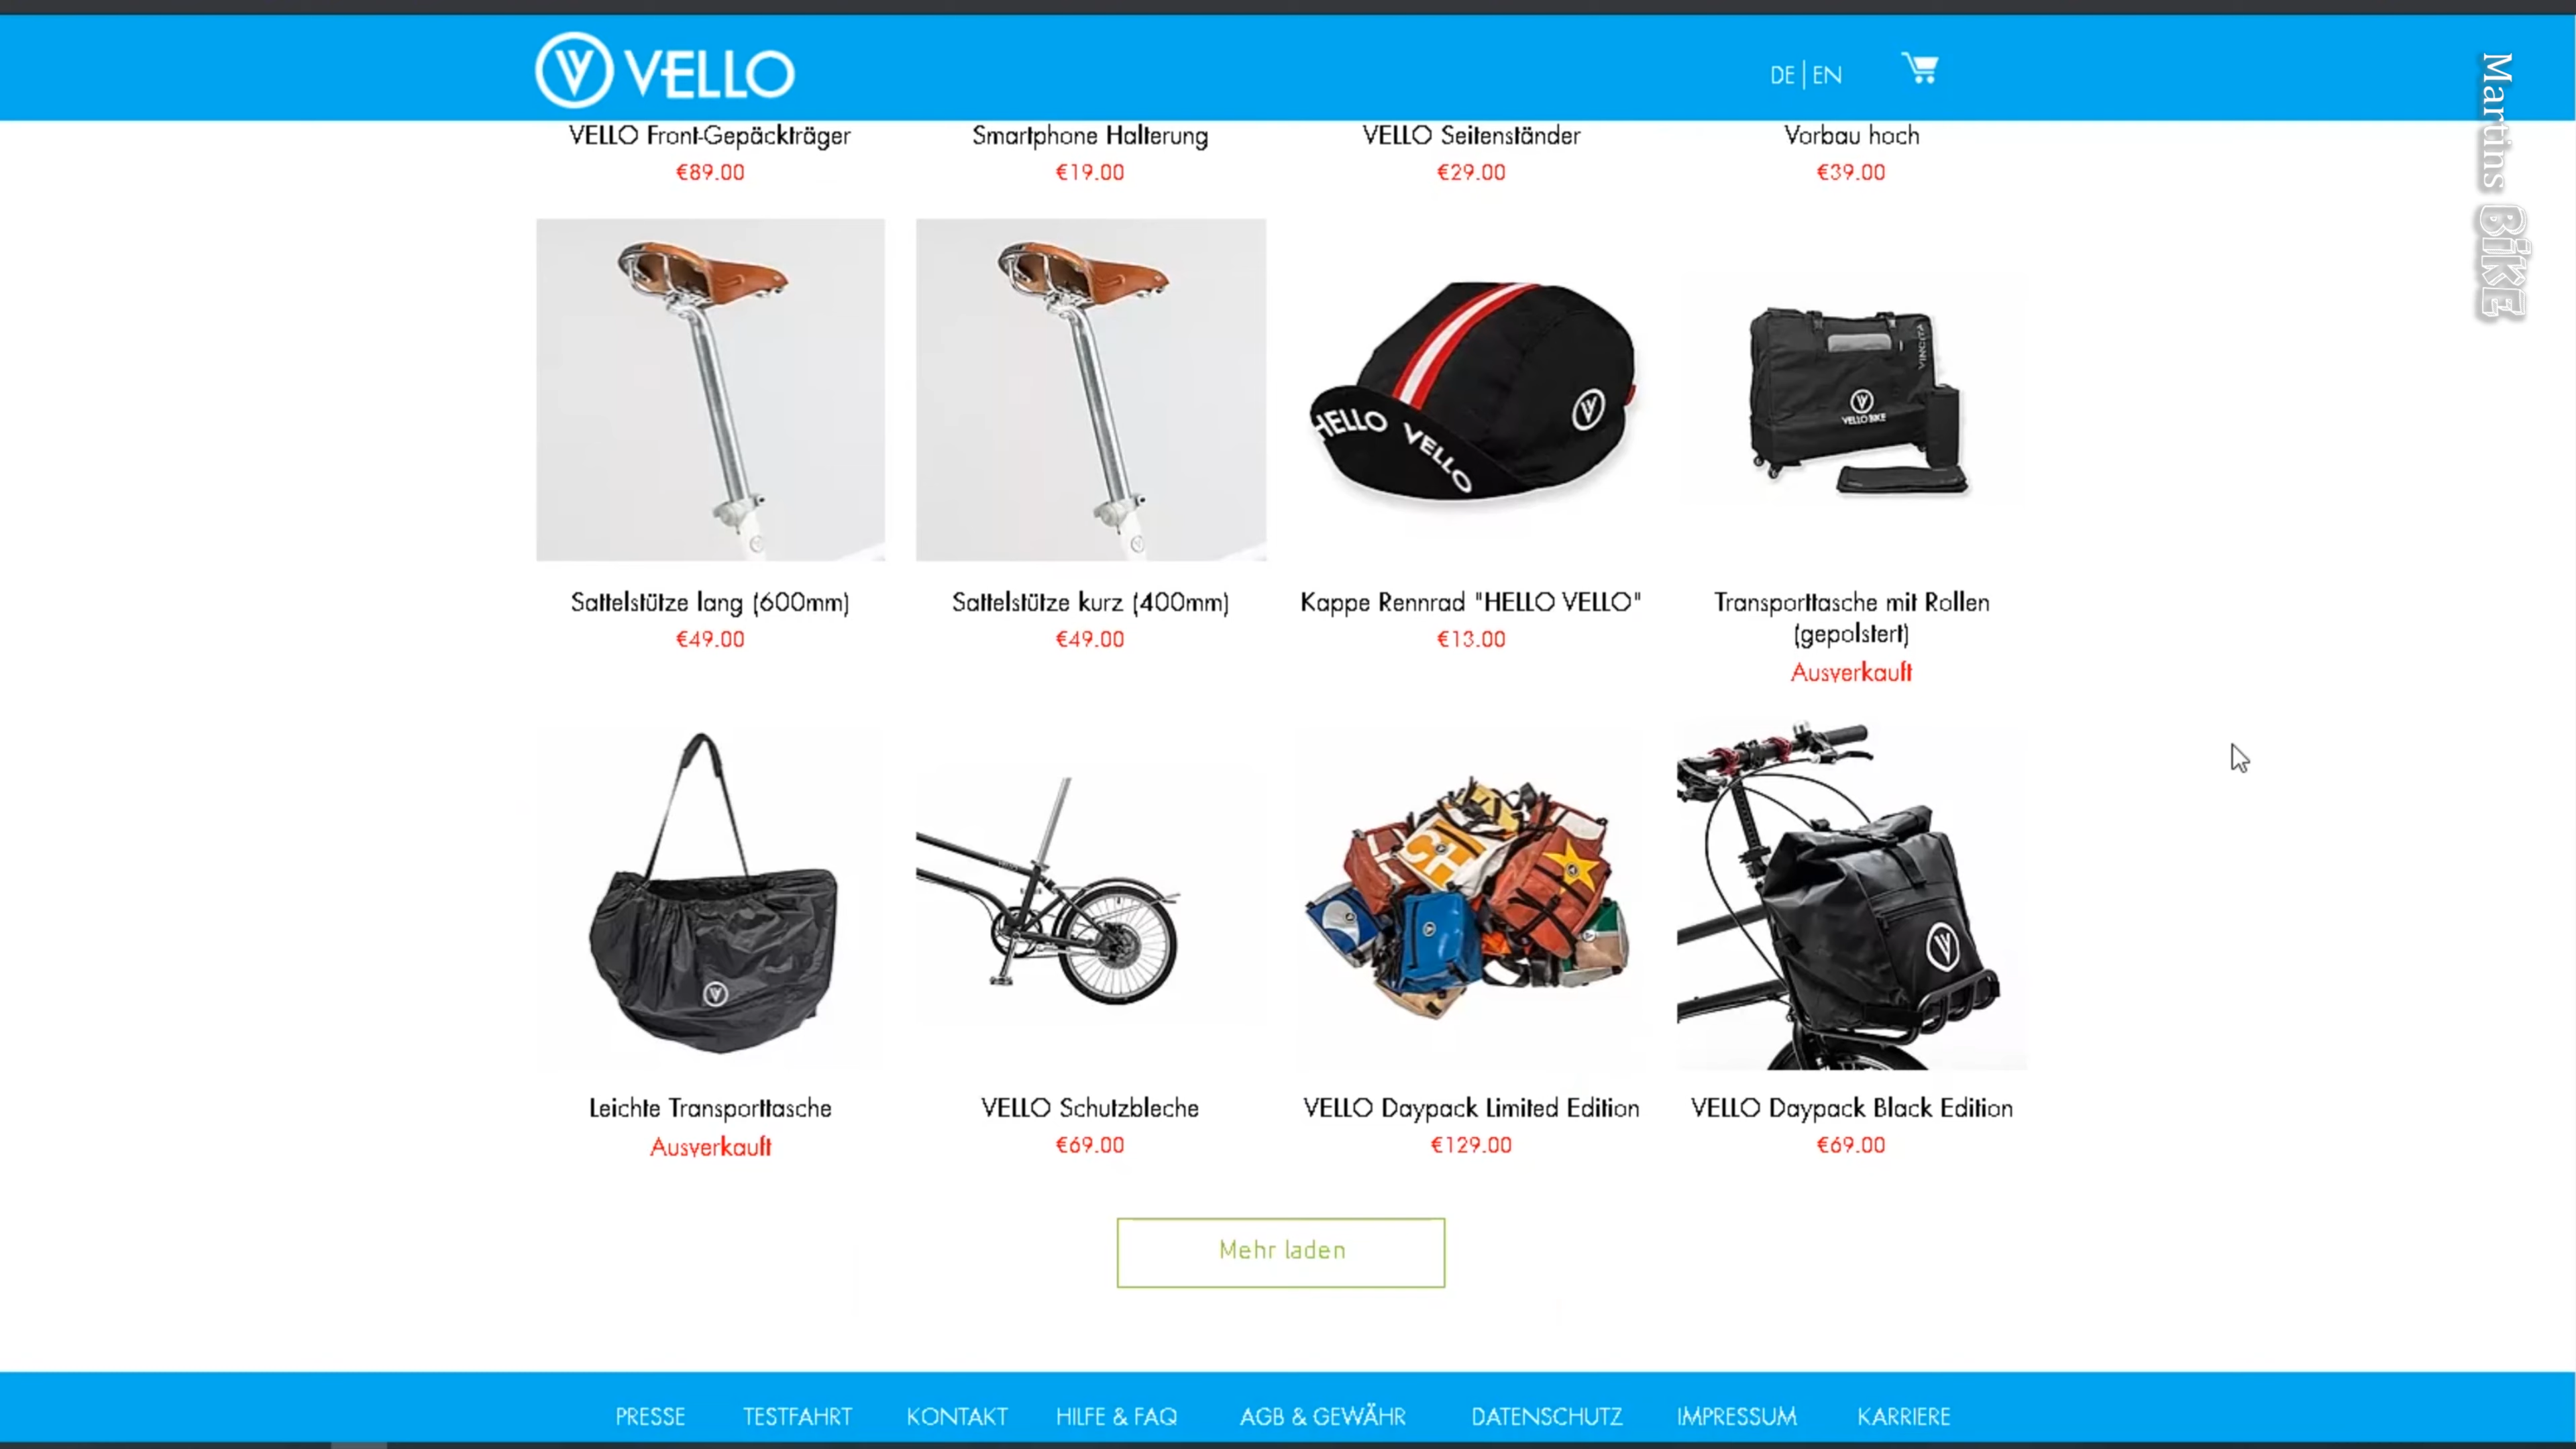 VELLO
DE | EN
Martins BIKE
VELLO Front-Gepäckträger
€89.00
Smartphone Halterung
€19.00
VELLO Seitenständer
€29.00
Vorbau hoch
€39.00
HELLO VELLO
VINCITA
VELLO BIKE
Sattelstütze lang (600mm)
€49.00
Sattelstütze kurz (400mm)
€49.00
Kappe Rennrad "HELLO VELLO"
€13.00
Transporttasche mit Rollen
(gepolstert)
Ausverkauft
Leichte Transporttasche
Ausverkauft
VELLO Schutzbleche
€69.00
VELLO Daypack Limited Edition
€129.00
VELLO Daypack Black Edition
€69.00
Mehr laden
PRESSE TESTFAHRT KONTAKT HILFE & FAQ AGB & GEWÄHR DATENSCHUTZ IMPRESSUM KARRIERE